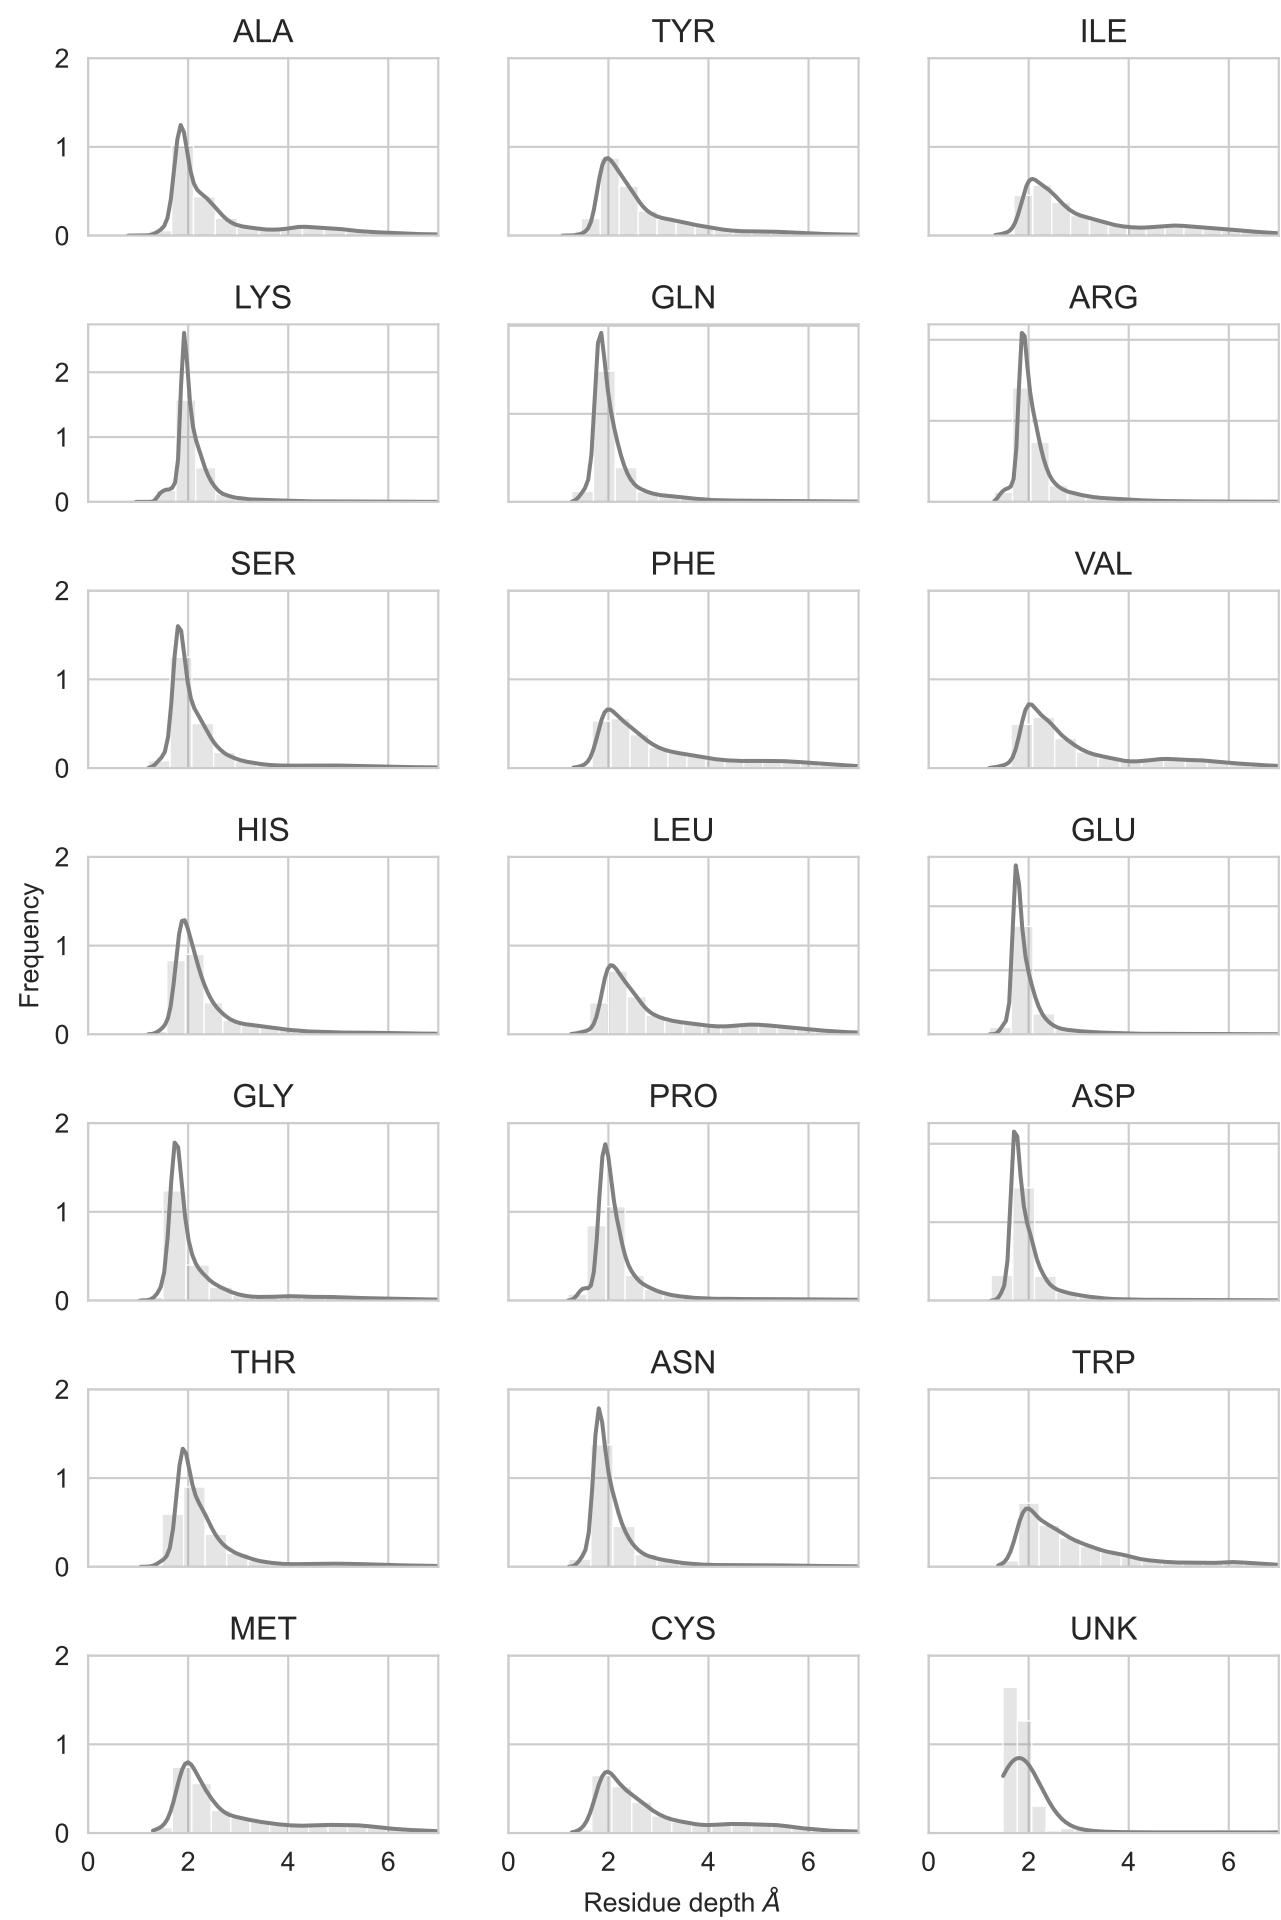 ALA TYR ILE
2
1
0
LYS GLN ARG
2
1
0
SER PHE VAL
2
1
0
HIS LEU GLU
2
1
0
Frequency
GLY PRO ASP
2
1
0
THR ASN TRP
2
1
0
MET CYS UNK
2
1
0
0 2 4 6 0 2 4 6 0 2 4 6
Residue depth Å